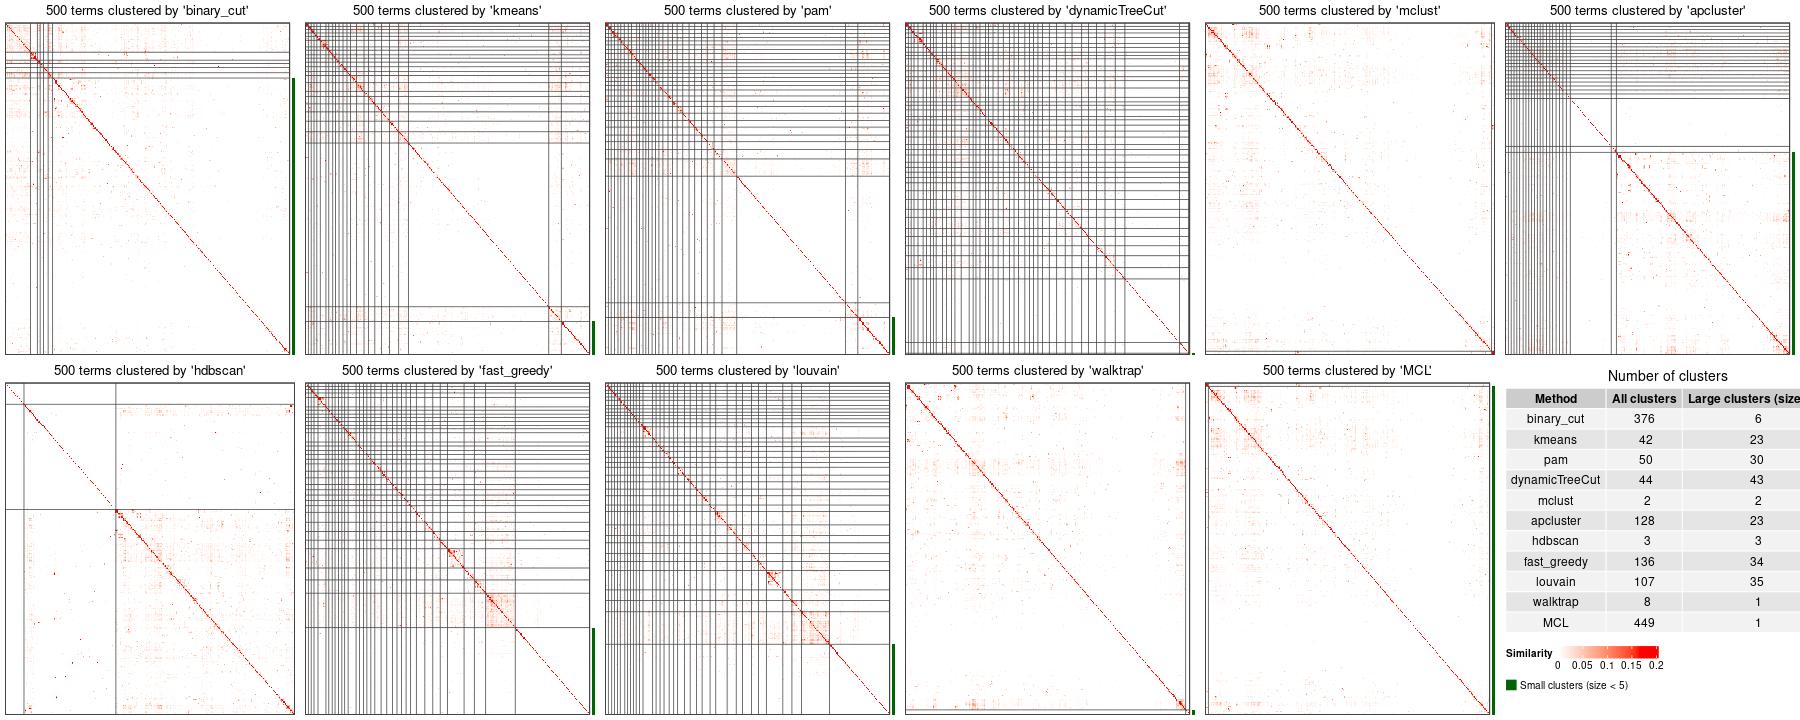 500 terms clustered by 'binary_cut'
500 terms clustered by 'kmeans'
500 terms clustered by 'pam'
500 terms clustered by 'dynamicTreeCut'
500 terms clustered by 'mclust'
500 terms clustered by 'apcluster'
500 terms clustered by 'hdbscan'
500 terms clustered by 'fast_greedy'
500 terms clustered by 'louvain'
500 terms clustered by 'walktrap'
500 terms clustered by 'MCL'
Number of clusters
Method All clusters Large clusters (size
binary_cut 376 6
kmeans 42 23
pam 50 30
dynamicTreeCut 44 43
mclust 2 2
apcluster 128 23
hdbscan 3 3
fast_greedy 136 34
louvain 107 35
walktrap 8 1
MCL 449 1
Similarity
0 0.05 0.1 0.15 0.2
Small clusters (size < 5)